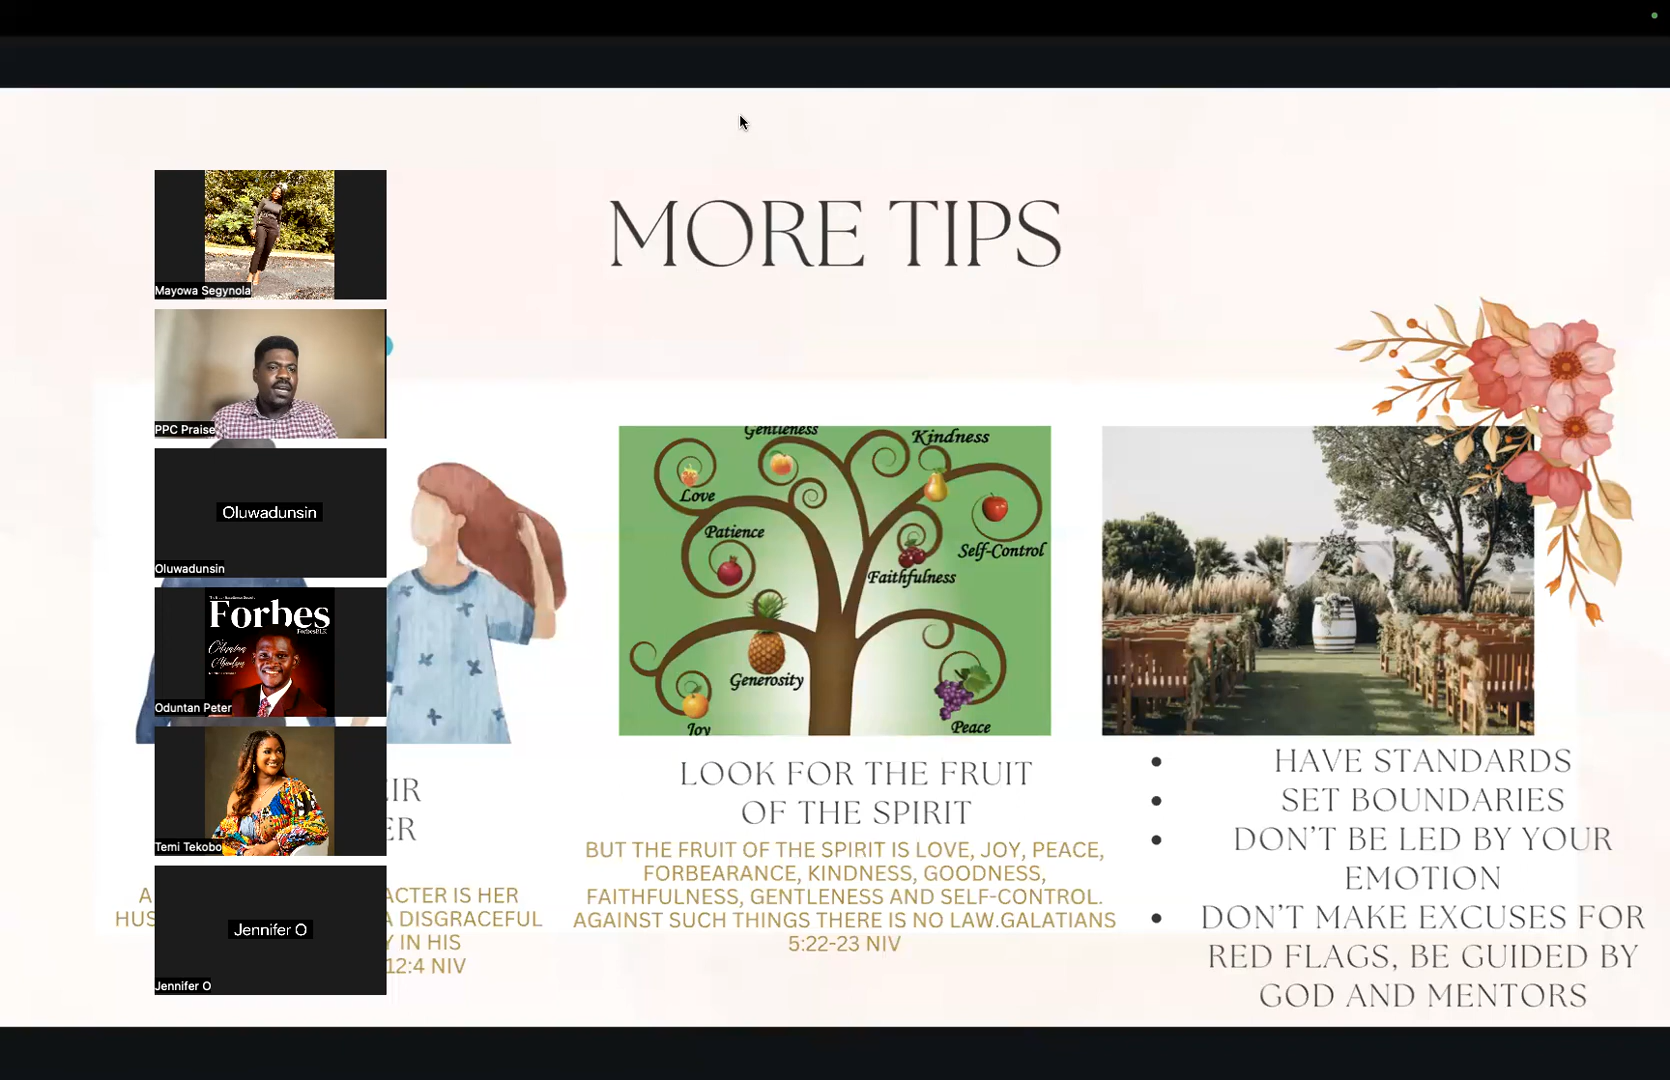 MORE TIPS
Mayowa Segynola
PPC Praise
Oluwadunsin
Oluwadunsin
Forbes
ForbesBLK
Oduntan Peter
Temi Tekobo
Jennifer O
Jennifer O
EIR
ER
A
ACTER IS HER
HUS
A DISGRACEFUL
Y IN HIS
12:4 NIV
Gentleness
Kindness
Love
Patience
Self-Control
Faithfulness
Generosity
Joy
Peace
LOOK FOR THE FRUIT
OF THE SPIRIT
BUT THE FRUIT OF THE SPIRIT IS LOVE, JOY, PEACE,
FORBEARANCE, KINDNESS, GOODNESS,
FAITHFULNESS, GENTLENESS AND SELF-CONTROL.
AGAINST SUCH THINGS THERE IS NO LAW.GALATIANS
5:22-23 NIV
• HAVE STANDARDS
• SET BOUNDARIES
• DON'T BE LED BY YOUR
EMOTION
• DON'T MAKE EXCUSES FOR
RED FLAGS, BE GUIDED BY
GOD AND MENTORS